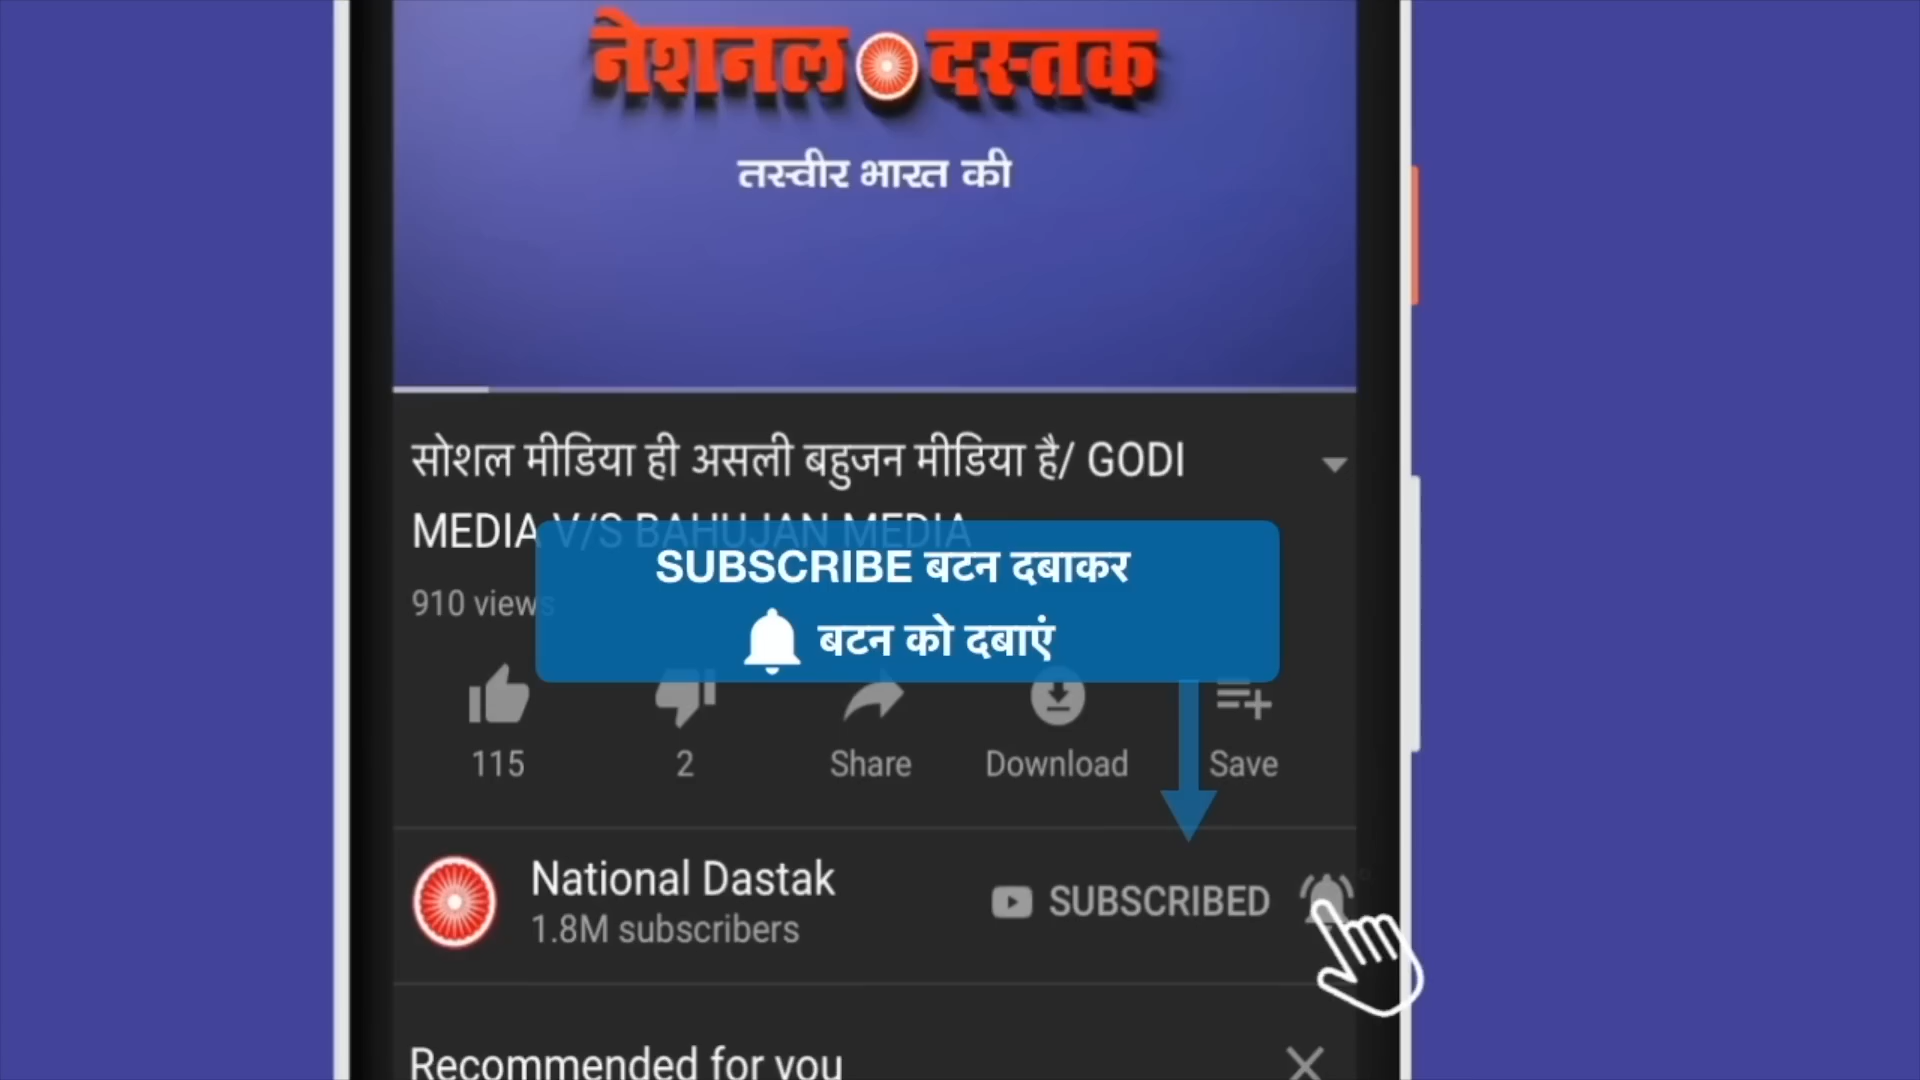 नेशनल दस्तक
तस्वीर भारत की
सोशल मीडिया ही असली बहुजन मीडिया है/ GODI
MEDIA V/S BAHUJAN MEDIA
SUBSCRIBE बटन दबाकर
बटन को दबाएं
910 views
115
2
Share
Download
Save
National Dastak
1.8M subscribers
SUBSCRIBED
Recommended for you